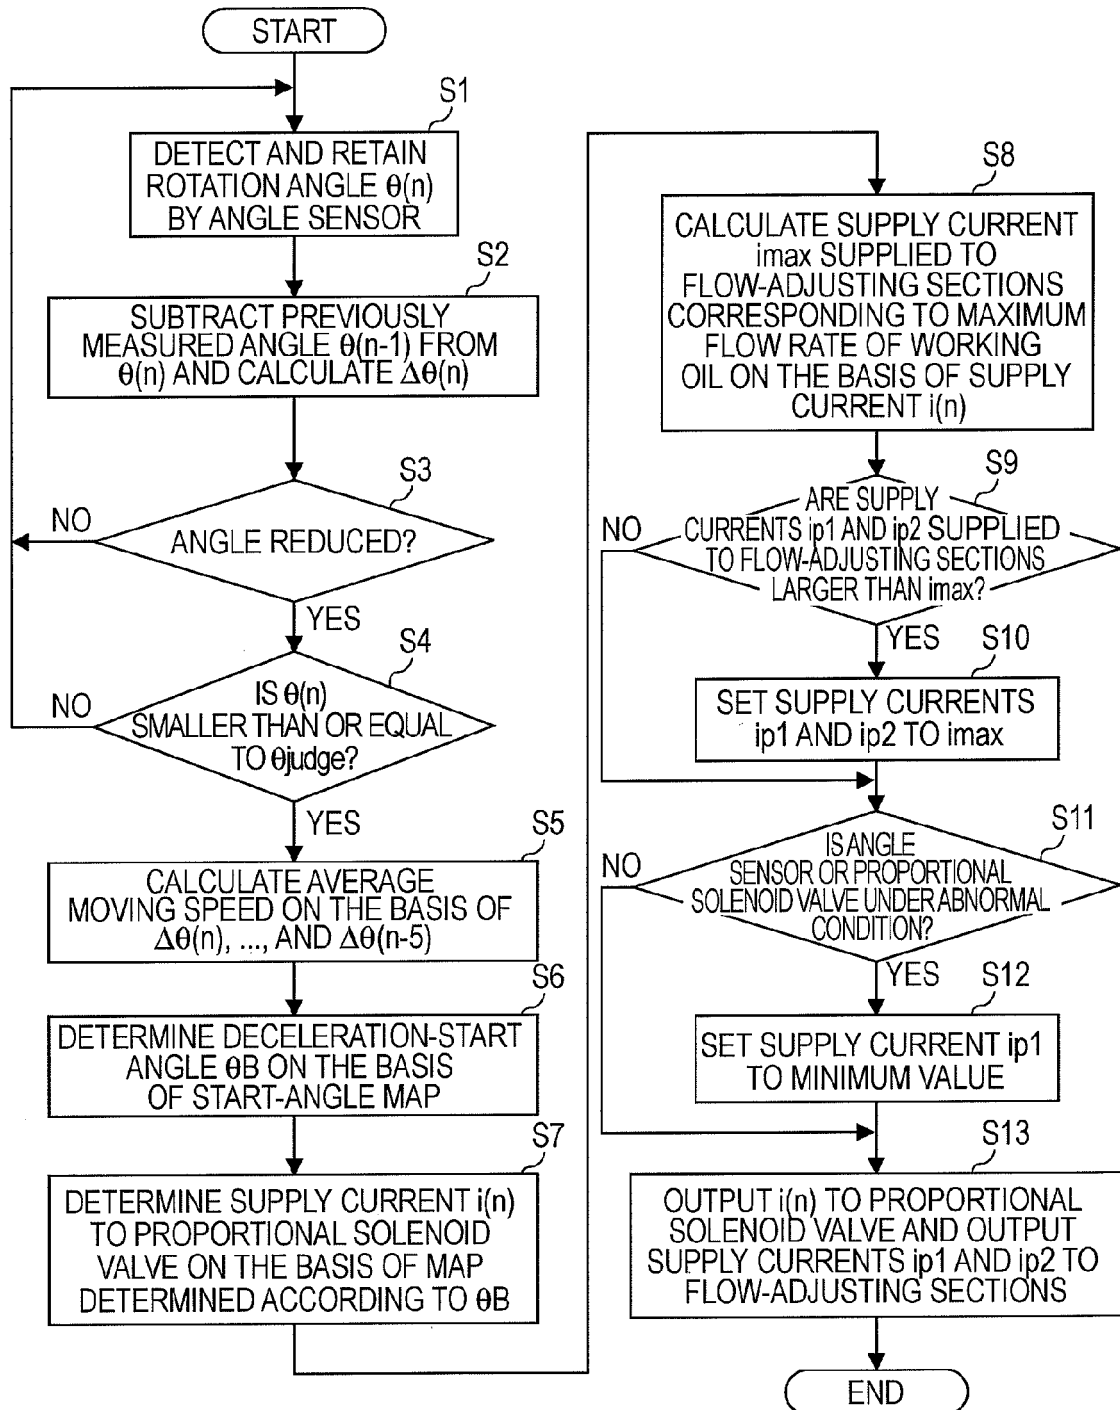 START
S1
DETECT AND RETAIN
ROTATION ANGLE θ(n)
BY ANGLE SENSOR
S2
SUBTRACT PREVIOUSLY
MEASURED ANGLE θ(n-1) FROM
θ(n) AND CALCULATE Δθ(n)
S3
NO
ANGLE REDUCED?
YES
S4
NO
IS θ(n)
SMALLER THAN OR EQUAL
TO θjudge?
YES
S5
CALCULATE AVERAGE
MOVING SPEED ON THE BASIS OF
Δθ(n), ..., AND Δθ(n-5)
S6
DETERMINE DECELERATION-START
ANGLE θB ON THE BASIS
OF START-ANGLE MAP
S7
DETERMINE SUPPLY CURRENT i(n)
TO PROPORTIONAL SOLENOID
VALVE ON THE BASIS OF MAP
DETERMINED ACCORDING TO θB
S8
CALCULATE SUPPLY CURRENT
imax SUPPLIED TO
FLOW-ADJUSTING SECTIONS
CORRESPONDING TO MAXIMUM
FLOW RATE OF WORKING
OIL ON THE BASIS OF SUPPLY
CURRENT i(n)
S9
NO
ARE SUPPLY
CURRENTS ip1 AND ip2 SUPPLIED
TO FLOW-ADJUSTING SECTIONS
LARGER THAN imax?
YES
S10
SET SUPPLY CURRENTS
ip1 AND ip2 TO imax
S11
NO
IS ANGLE
SENSOR OR PROPORTIONAL
SOLENOID VALVE UNDER ABNORMAL
CONDITION?
YES
S12
SET SUPPLY CURRENT ip1
TO MINIMUM VALUE
S13
OUTPUT i(n) TO PROPORTIONAL
SOLENOID VALVE AND OUTPUT
SUPPLY CURRENTS ip1 AND ip2 TO
FLOW-ADJUSTING SECTIONS
END